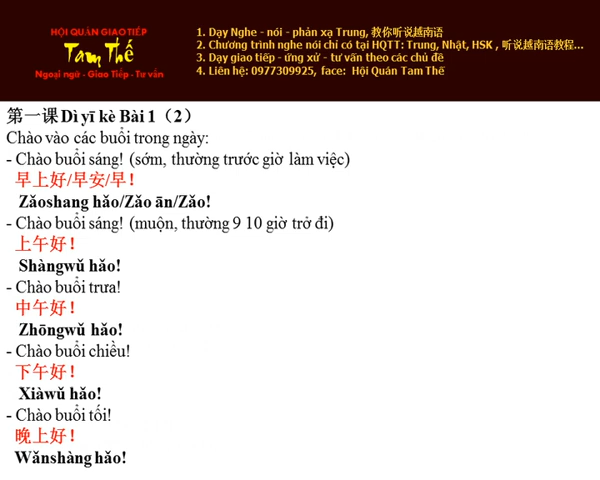 HỘI QUÁN GIAO TIẾP
Tam Thế
Ngoại ngữ - Giao Tiếp - Tư vấn
1. Dạy Nghe - nói - phản xạ Trung, 教你听说越南语
2. Chương trình nghe nói chỉ có tại HQTT: Trung, Nhật, HSK , 听说越南语教程...
3. Dạy giao tiếp - ứng xử - tư vấn theo các chủ đề
4. Liên hệ: 0977309925, face: Hội Quán Tam Thế
第一课 Dì yī kè Bài 1（2）
Chào vào các buổi trong ngày:
- Chào buổi sáng! (sớm, thường trước giờ làm việc)
早上好/早安/早！
Zǎoshang hǎo/Zǎo ān/Zǎo!
- Chào buổi sáng! (muộn, thường 9 10 giờ trở đi)
上午好！
Shàngwǔ hǎo!
- Chào buổi trưa!
中午好！
Zhōngwǔ hǎo!
- Chào buổi chiều!
下午好！
Xiàwǔ hǎo!
- Chào buổi tối!
晚上好！
Wǎnshàng hǎo!